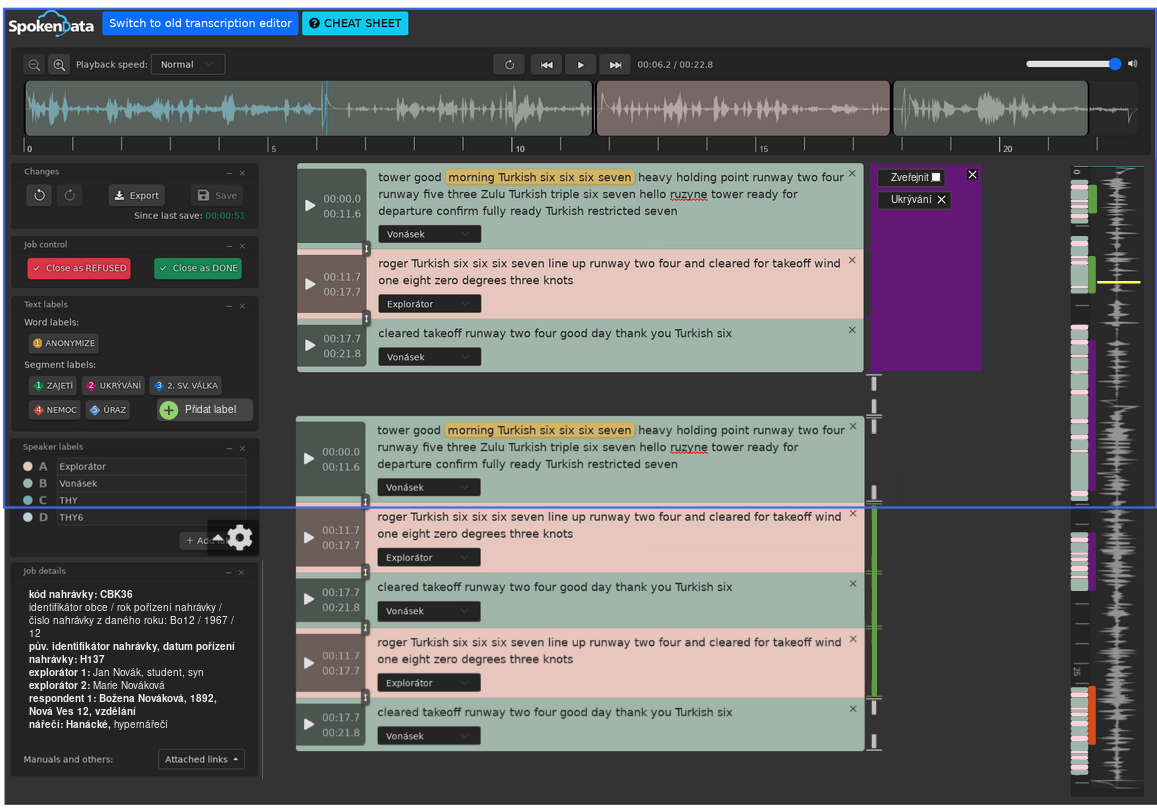 SpokenData
Switch to old transcription editor
CHEAT SHEET
Playback speed: Normal
00:06.2 / 00:22.8
0 5 10 15 20
Changes
Export
Save
Since last save: 00:00:51
Job control
Close as REFUSED
Close as DONE
Text labels
Word labels:
1 ANONYMIZE
Segment labels:
1 ZAJETÍ
2 UKRÝVÁNÍ
3 2. SV. VÁLKA
4 NEMOC
5 ÚRAZ
Přidat label
Speaker labels
A Explorátor
B Vonásek
C THY
D THY6
+ Add
Job details
kód nahrávky: CBK36
identifikátor obce / rok pořízení nahrávky /
číslo nahrávky z daného roku: Bo12 / 1967 /
12
pův. identifikátor nahrávky, datum pořízení
nahrávky: H137
explorátor 1: Jan Novák, student, syn
explorátor 2: Marie Nováková
respondent 1: Božena Nováková, 1892,
Nová Ves 12, vzdělání
nářečí: Hanácké, hypernářečí
Manuals and others:
Attached links
00:00.0
00:11.6
tower good morning Turkish six six six seven heavy holding point runway two four
runway five three Zulu Turkish triple six seven hello ruzyne tower ready for
departure confirm fully ready Turkish restricted seven
Vonásek
00:11.7
00:17.7
roger Turkish six six six seven line up runway two four and cleared for takeoff wind
one eight zero degrees three knots
Explorátor
00:17.7
00:21.8
cleared takeoff runway two four good day thank you Turkish six
Vonásek
Zveřejnit
Ukrývání
00:00.0
00:11.6
tower good morning Turkish six six six seven heavy holding point runway two four
runway five three Zulu Turkish triple six seven hello ruzyne tower ready for
departure confirm fully ready Turkish restricted seven
Vonásek
00:11.7
00:17.7
roger Turkish six six six seven line up runway two four and cleared for takeoff wind
one eight zero degrees three knots
Explorátor
00:17.7
00:21.8
cleared takeoff runway two four good day thank you Turkish six
Vonásek
00:11.7
00:17.7
roger Turkish six six six seven line up runway two four and cleared for takeoff wind
one eight zero degrees three knots
Explorátor
00:17.7
00:21.8
cleared takeoff runway two four good day thank you Turkish six
Vonásek
0
25